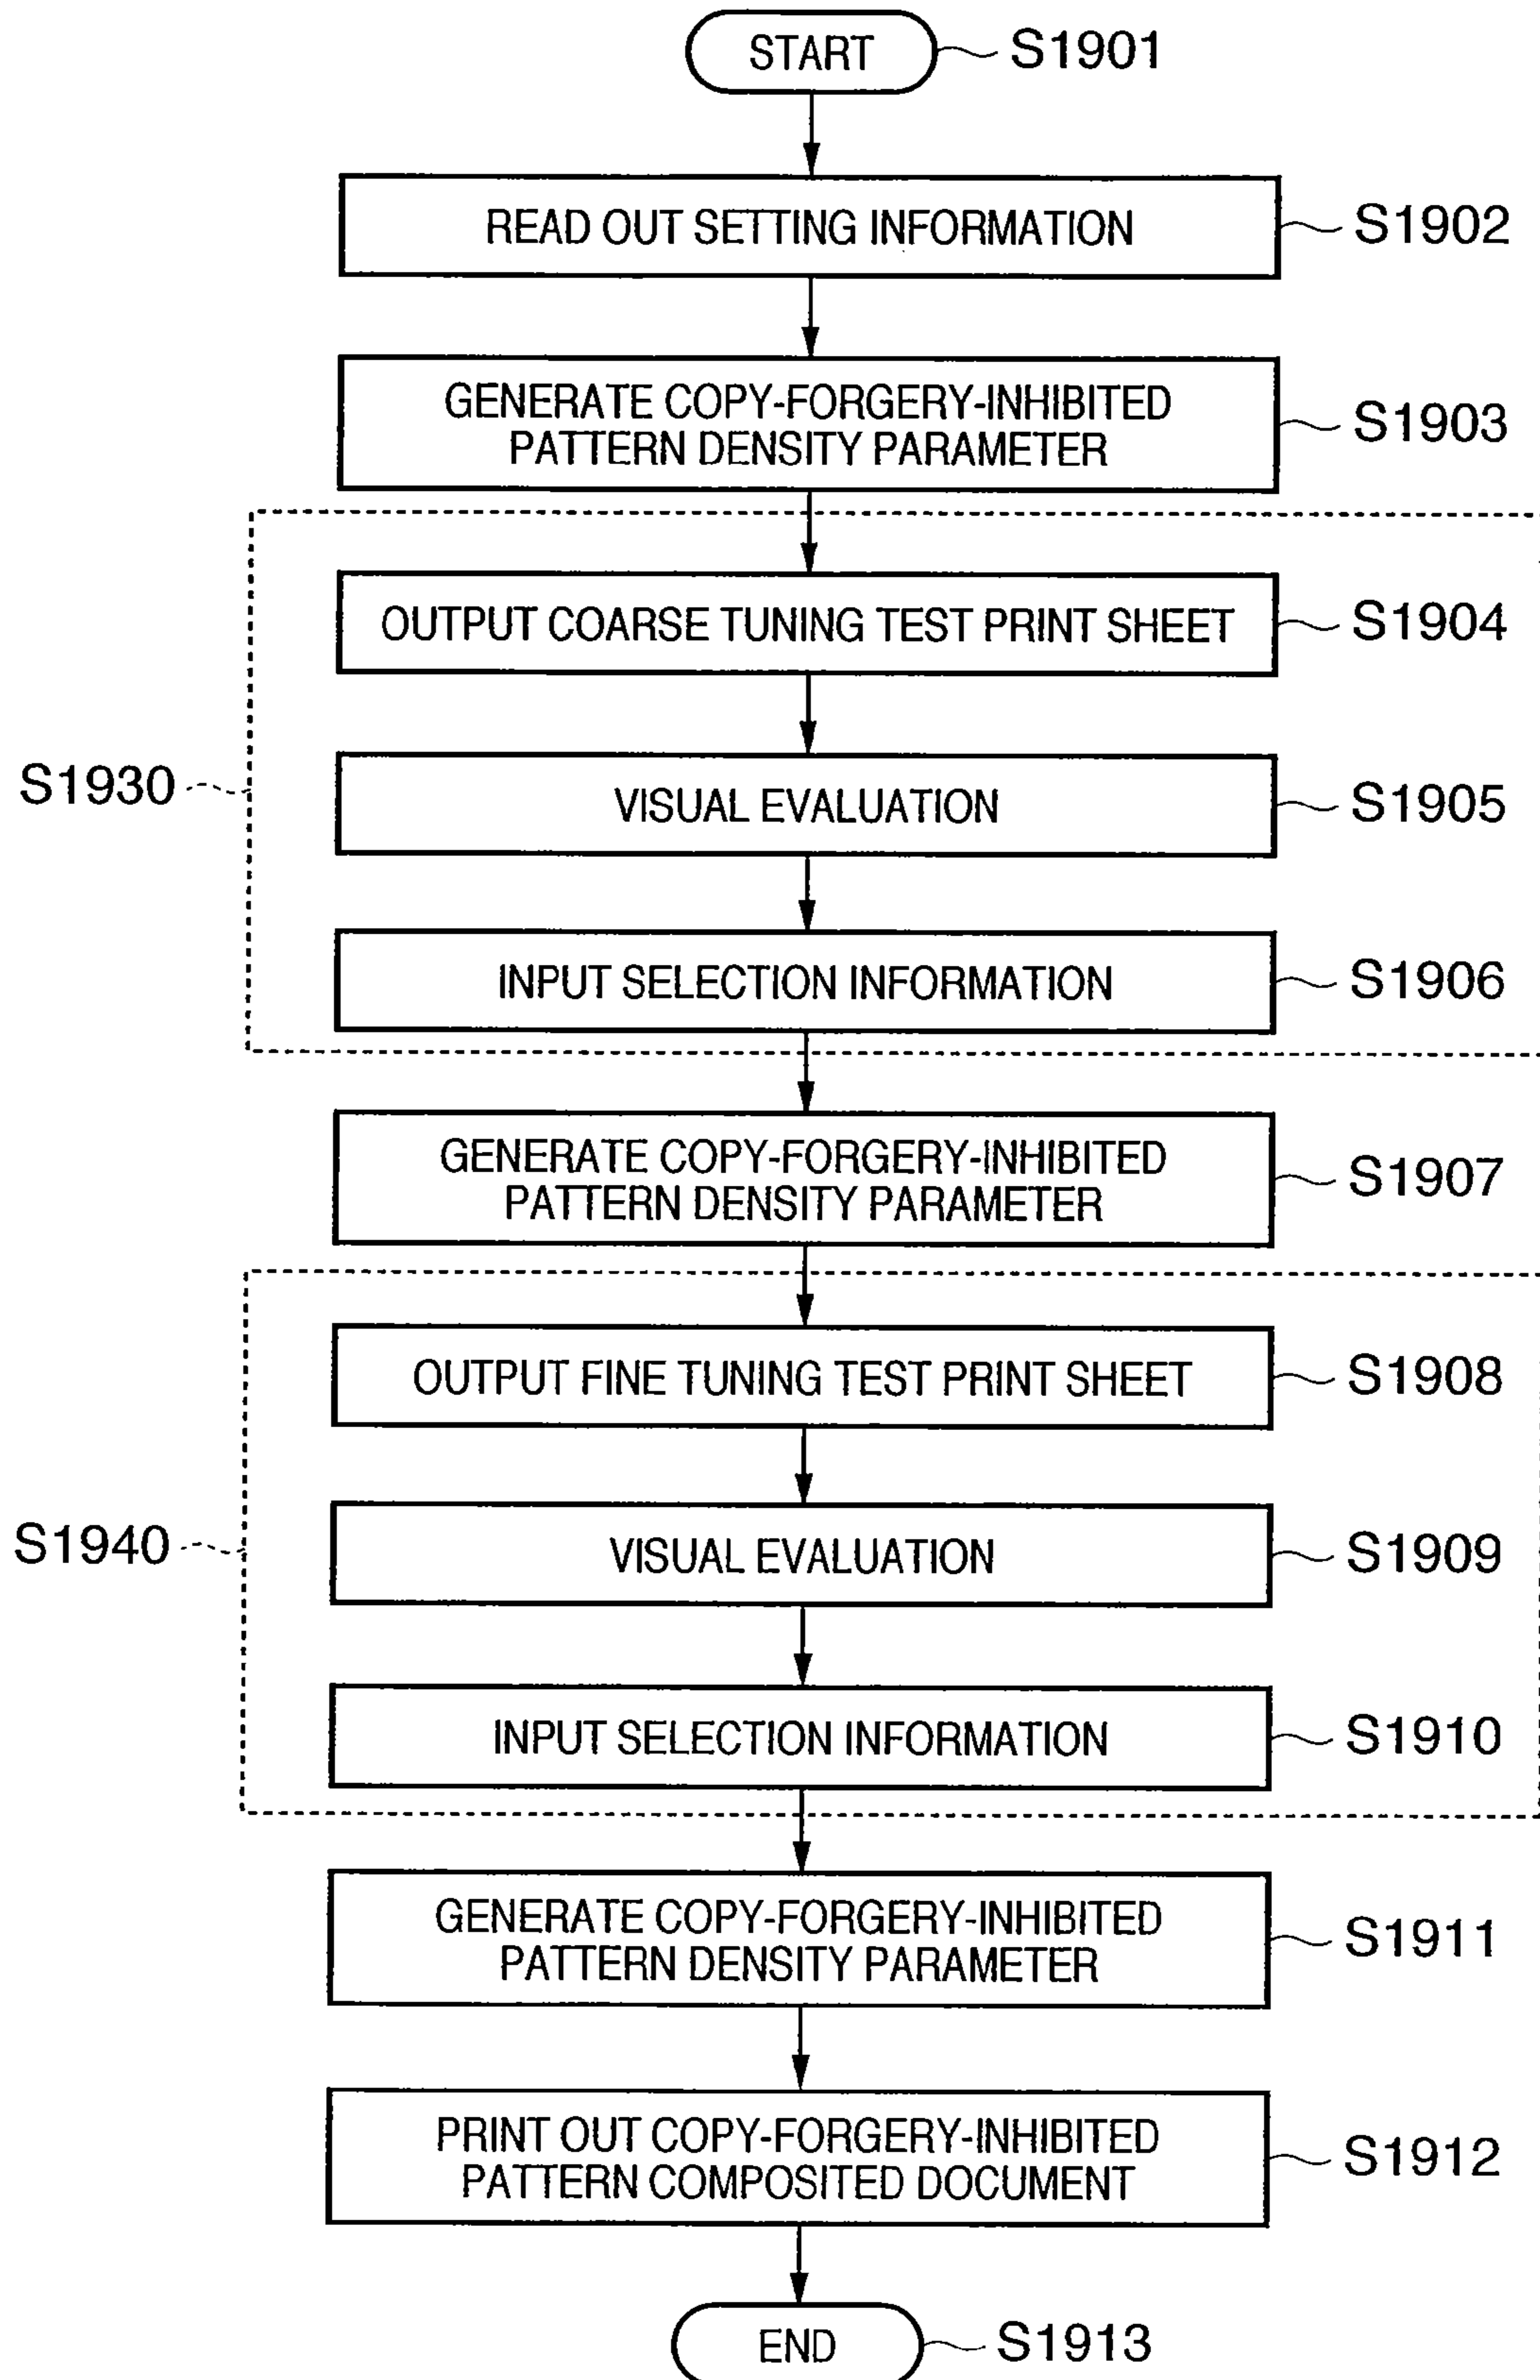 START
S1901
READ OUT SETTING INFORMATION
S1902
GENERATE COPY-FORGERY-INHIBITED
PATTERN DENSITY PARAMETER
S1903
OUTPUT COARSE TUNING TEST PRINT SHEET
S1904
S1930
VISUAL EVALUATION
S1905
INPUT SELECTION INFORMATION
S1906
GENERATE COPY-FORGERY-INHIBITED
PATTERN DENSITY PARAMETER
S1907
OUTPUT FINE TUNING TEST PRINT SHEET
S1908
S1940
VISUAL EVALUATION
S1909
INPUT SELECTION INFORMATION
S1910
GENERATE COPY-FORGERY-INHIBITED
PATTERN DENSITY PARAMETER
S1911
PRINT OUT COPY-FORGERY-INHIBITED
PATTERN COMPOSITED DOCUMENT
S1912
END
S1913